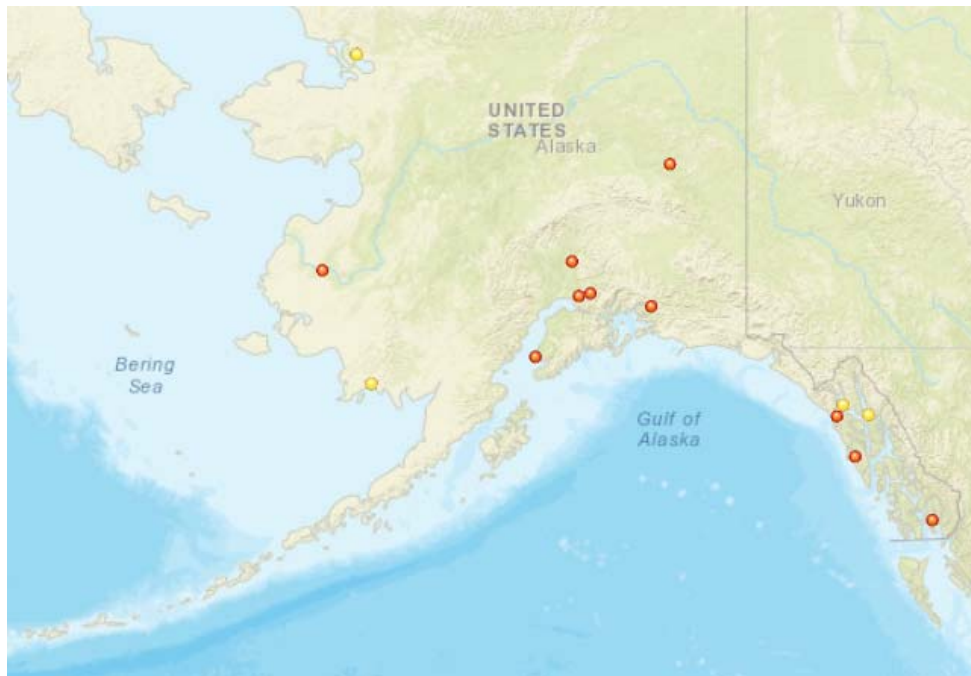 UNITED
STATES
Alaska
Yukon
Bering
Sea
Gulf of
Alaska